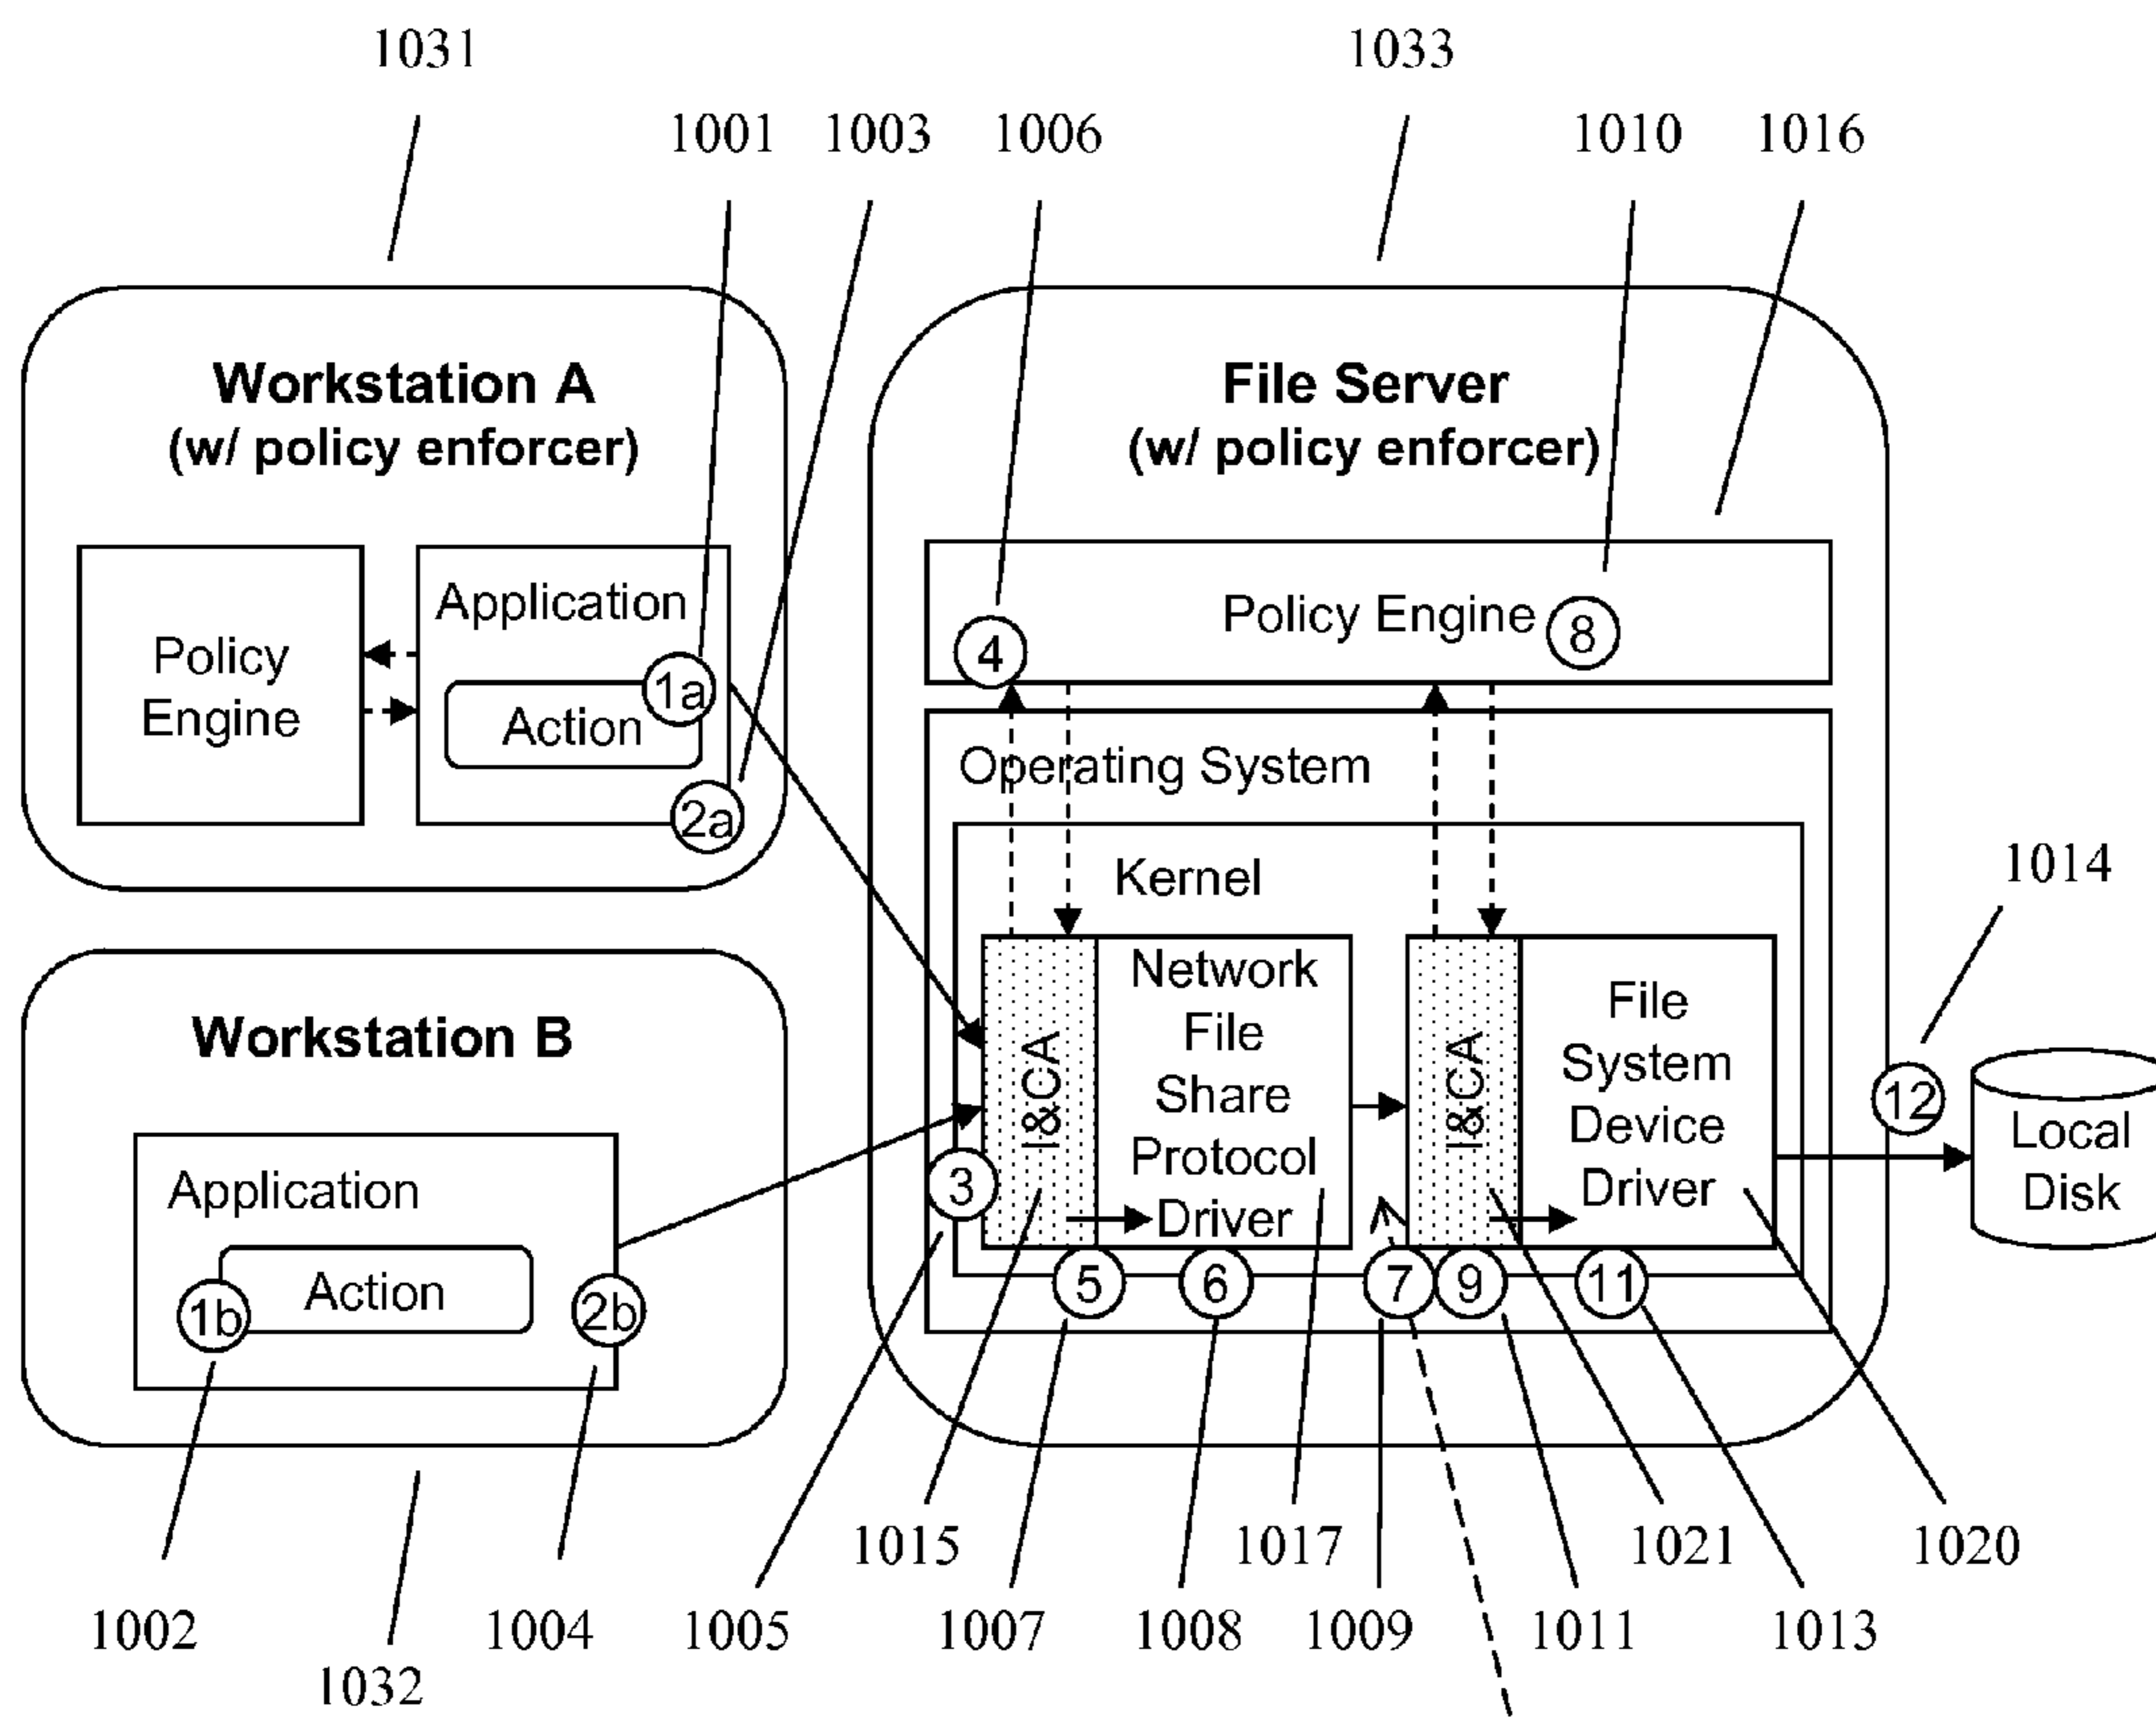 1031
1033
1001
1003
1006
1010
1016
Workstation A
(w/ policy enforcer)
File Server
(w/ policy enforcer)
Policy
Engine
Application
1a
Action
2a
4
Policy Engine
8
Operating System
Kernel
I&CA
Network
File
Share
Protocol
Driver
I&CA
File
System
Device
Driver
1014
12
Local
Disk
Workstation B
Application
1b
Action
2b
3
5
6
7
9
11
1015
1017
1021
1020
1002
1004
1005
1007
1008
1009
1011
1013
1032